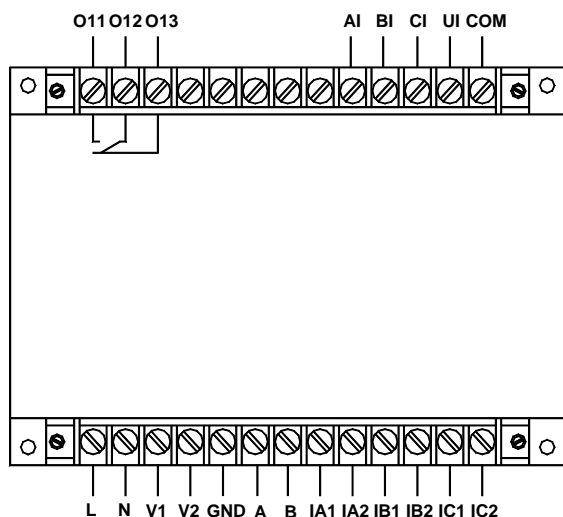 O11 O12 O13 AI BI CI UI COM
L N V1 V2 GND A B IA1 IA2 IB1 IB2 IC1 IC2